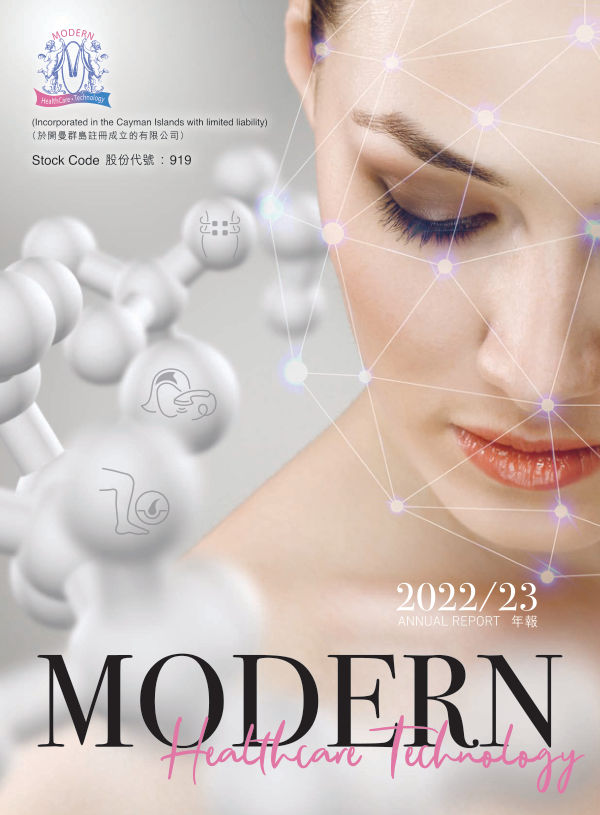 MODERN
HealthCare • Technology
(Incorporated in the Cayman Islands with limited liability)
（於開曼群島註冊成立的有限公司）
Stock Code 股份代號 : 919
2022/23
ANNUAL REPORT 年報
MODERN
Healthcare Technology